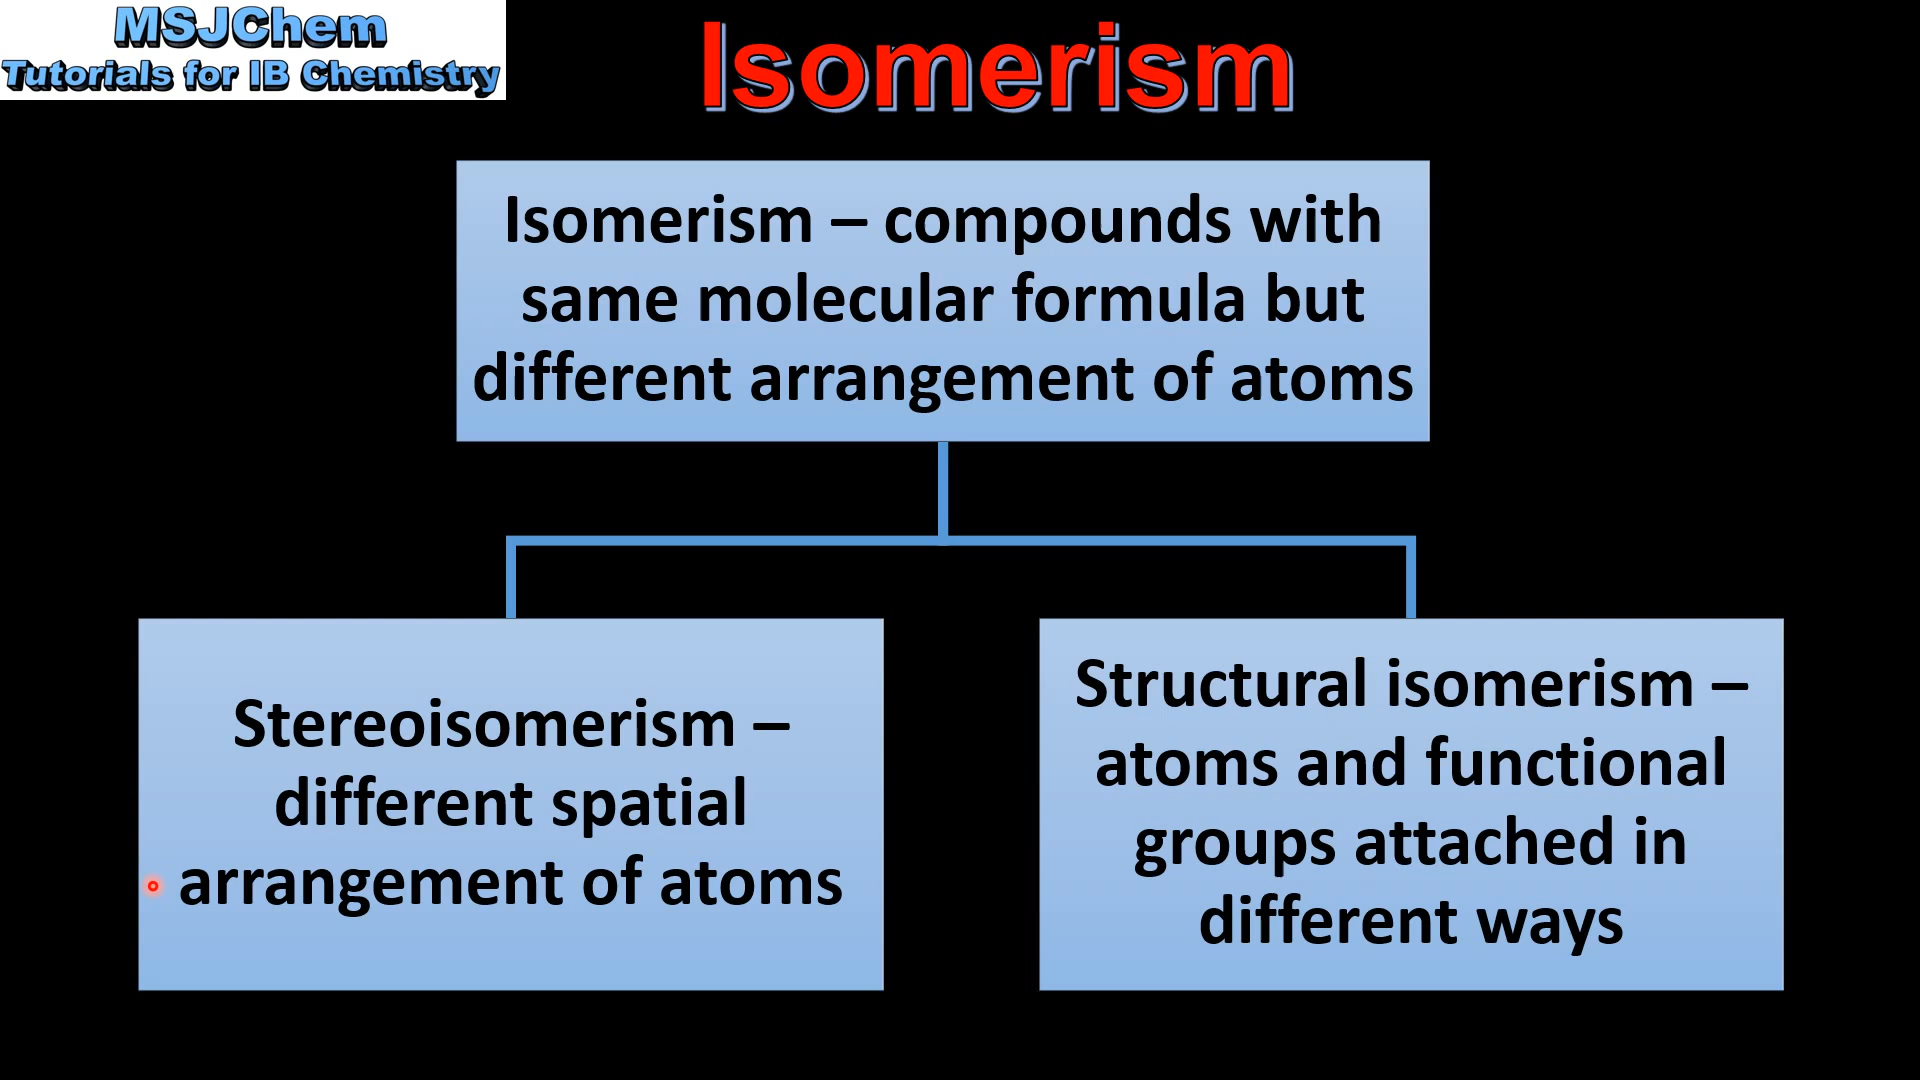 MSJChem
Tutorials for IB Chemistry
Isomerism
Isomerism – compounds with
same molecular formula but
different arrangement of atoms
Stereoisomerism –
different spatial
arrangement of atoms
Structural isomerism –
atoms and functional
groups attached in
different ways